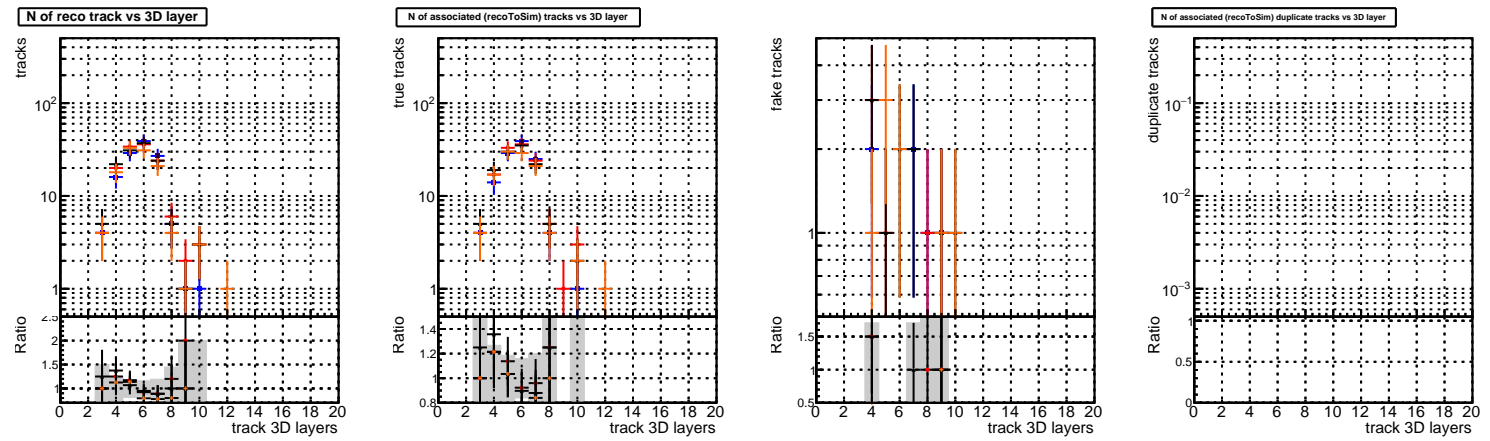 N of reco track vs 3D layer
tracks
10²
10
1
Ratio
2.5
2
1.5
1
0 2 4 6 8 10 12 14 16 18 20
track 3D layers
N of associated (recoToSim) tracks vs 3D layer
true tracks
10²
10
1
Ratio
1.4
1.2
1
0.8
0 2 4 6 8 10 12 14 16 18 20
track 3D layers
fake tracks
1
Ratio
1.5
1
0.5
0 2 4 6 8 10 12 14 16 18 20
track 3D layers
N of associated (recoToSim) duplicate tracks vs 3D layer
duplicate tracks
10⁻¹
10⁻²
10⁻³
Ratio
1
0.5
0
0 2 4 6 8 10 12 14 16 18 20
track 3D layers